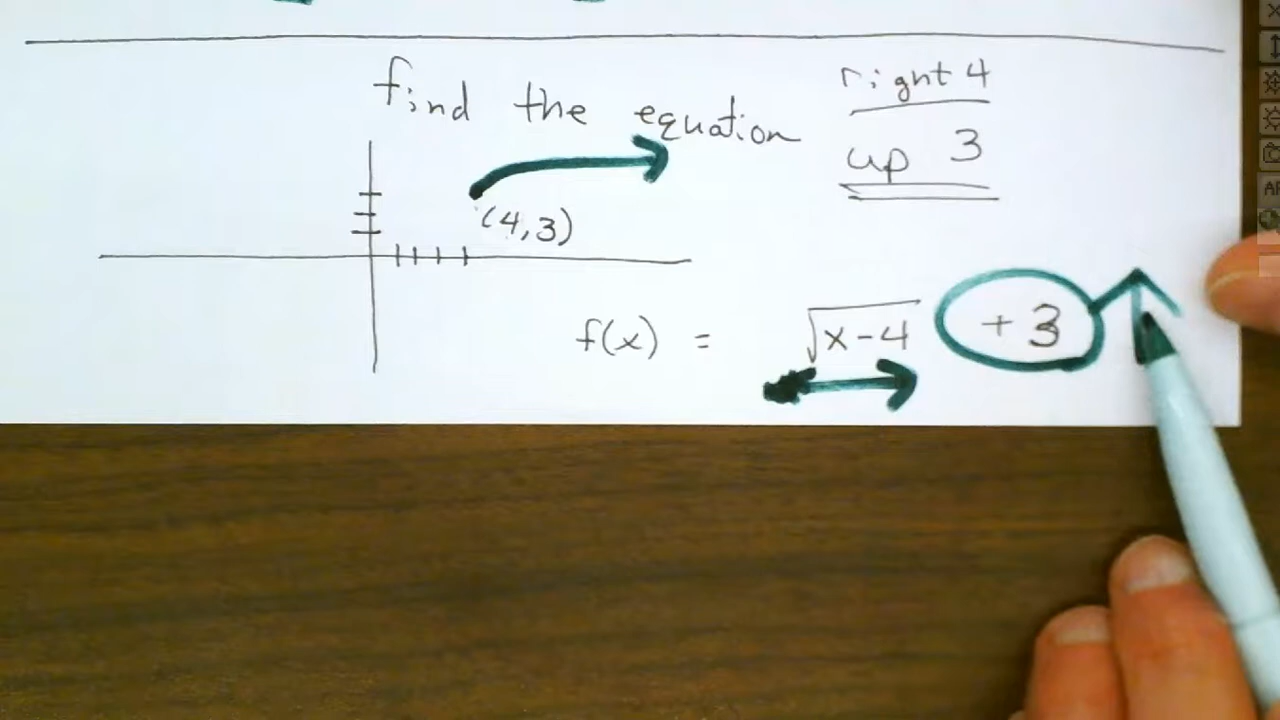 find the equation
right 4
up 3
(4,3)
f(x) = √x-4 + 3